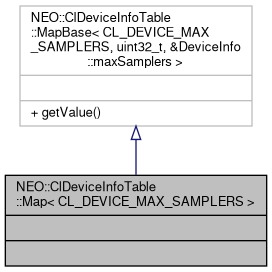 NEO::ClDeviceInfoTable
::MapBase< CL_DEVICE_MAX
_SAMPLERS, uint32_t, &DeviceInfo
::maxSamplers >
+ getValue()
NEO::ClDeviceInfoTable
::Map< CL_DEVICE_MAX_SAMPLERS >